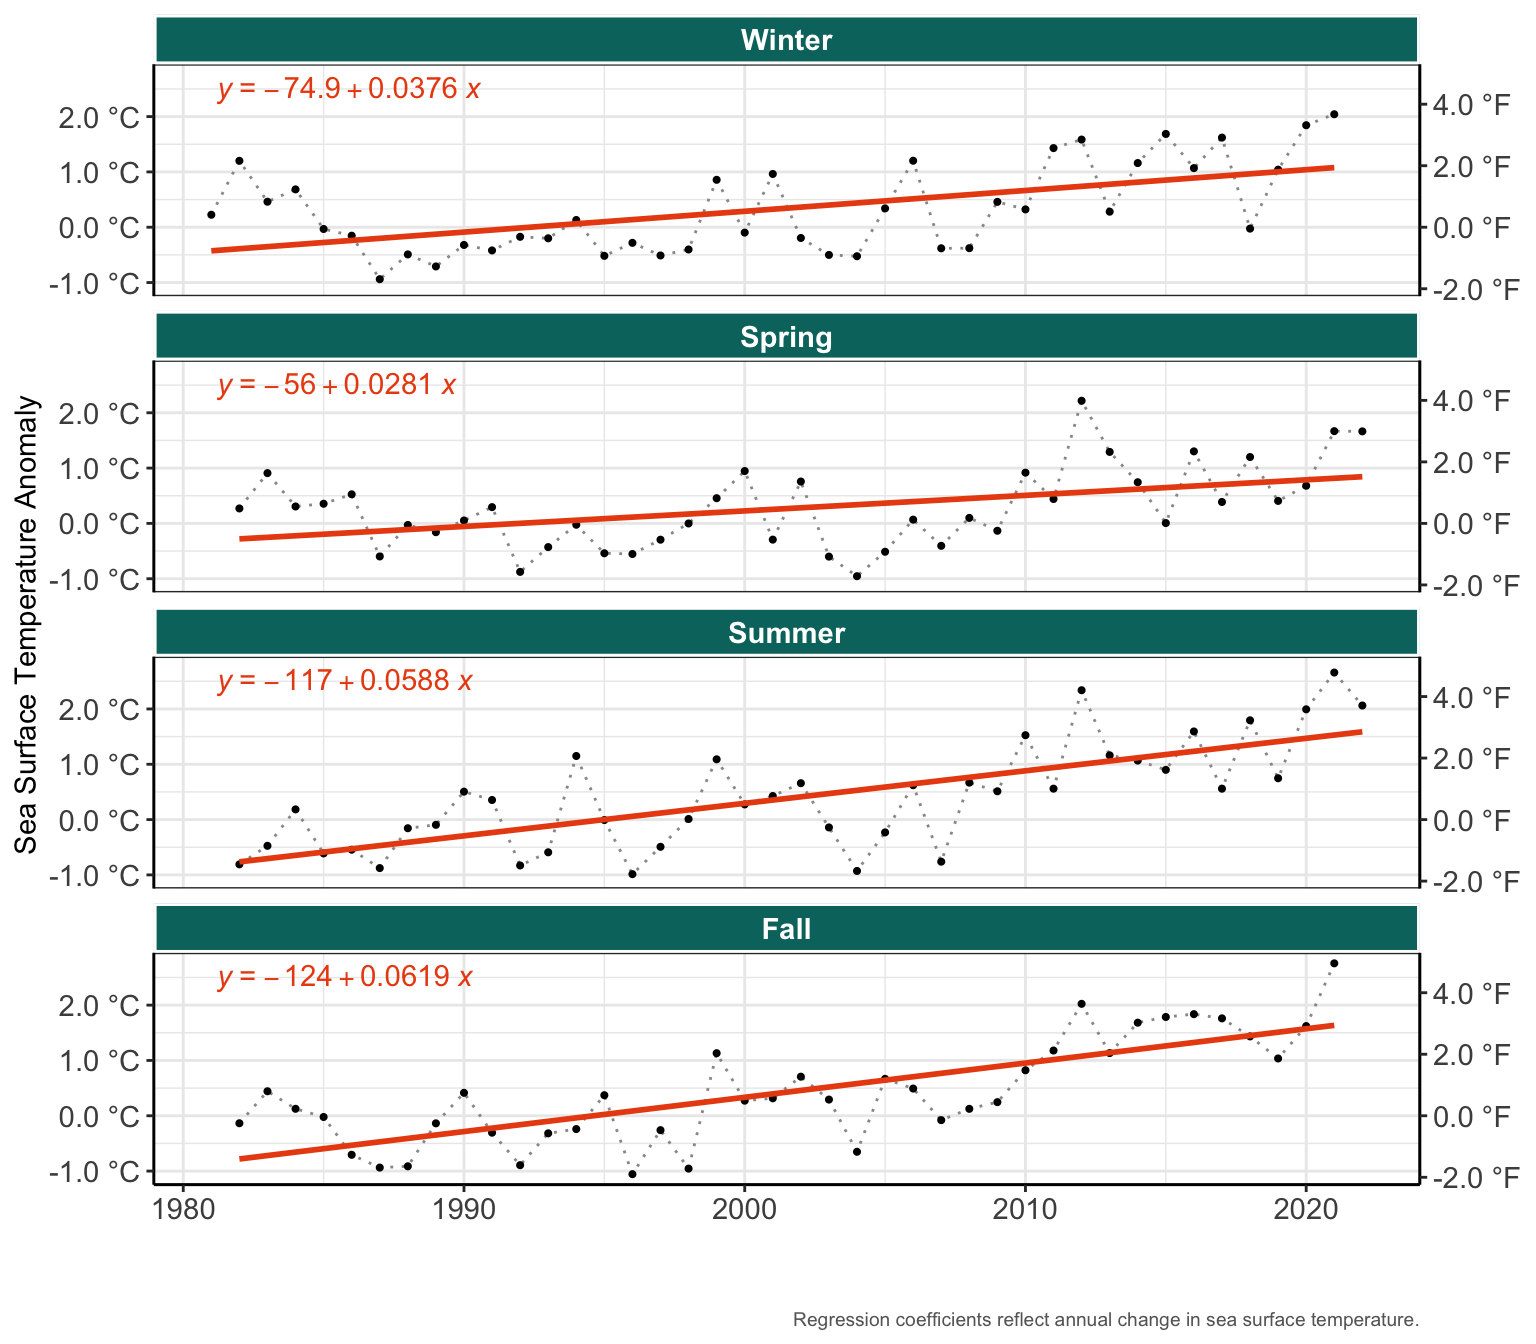 Winter
y = −74.9 + 0.0376 x
2.0 °C
1.0 °C
0.0 °C
-1.0 °C
4.0 °F
2.0 °F
0.0 °F
-2.0 °F
Spring
y = −56 + 0.0281 x
2.0 °C
1.0 °C
0.0 °C
-1.0 °C
4.0 °F
2.0 °F
0.0 °F
-2.0 °F
Sea Surface Temperature Anomaly
Summer
y = −117 + 0.0588 x
2.0 °C
1.0 °C
0.0 °C
-1.0 °C
4.0 °F
2.0 °F
0.0 °F
-2.0 °F
Fall
y = −124 + 0.0619 x
2.0 °C
1.0 °C
0.0 °C
-1.0 °C
4.0 °F
2.0 °F
0.0 °F
-2.0 °F
1980 1990 2000 2010 2020
Regression coefficients reflect annual change in sea surface temperature.